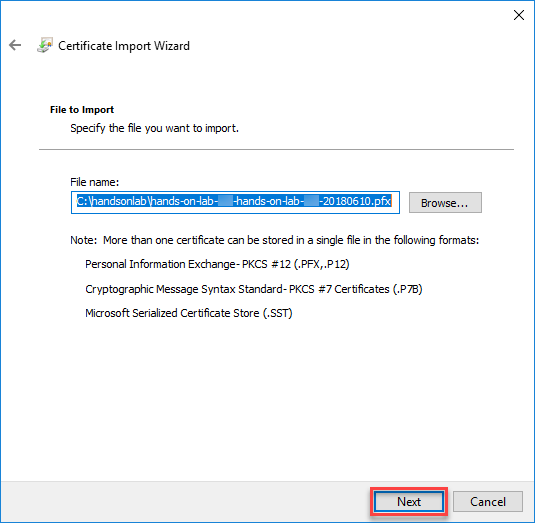 Certificate Import Wizard
File to Import
Specify the file you want to import.
File name:
C:\handsonlab\hands-on-lab- -hands-on-lab- -20180610.pfx
Browse...
Note: More than one certificate can be stored in a single file in the following formats:
Personal Information Exchange- PKCS #12 (.PFX,.P12)
Cryptographic Message Syntax Standard- PKCS #7 Certificates (.P7B)
Microsoft Serialized Certificate Store (.SST)
Next
Cancel